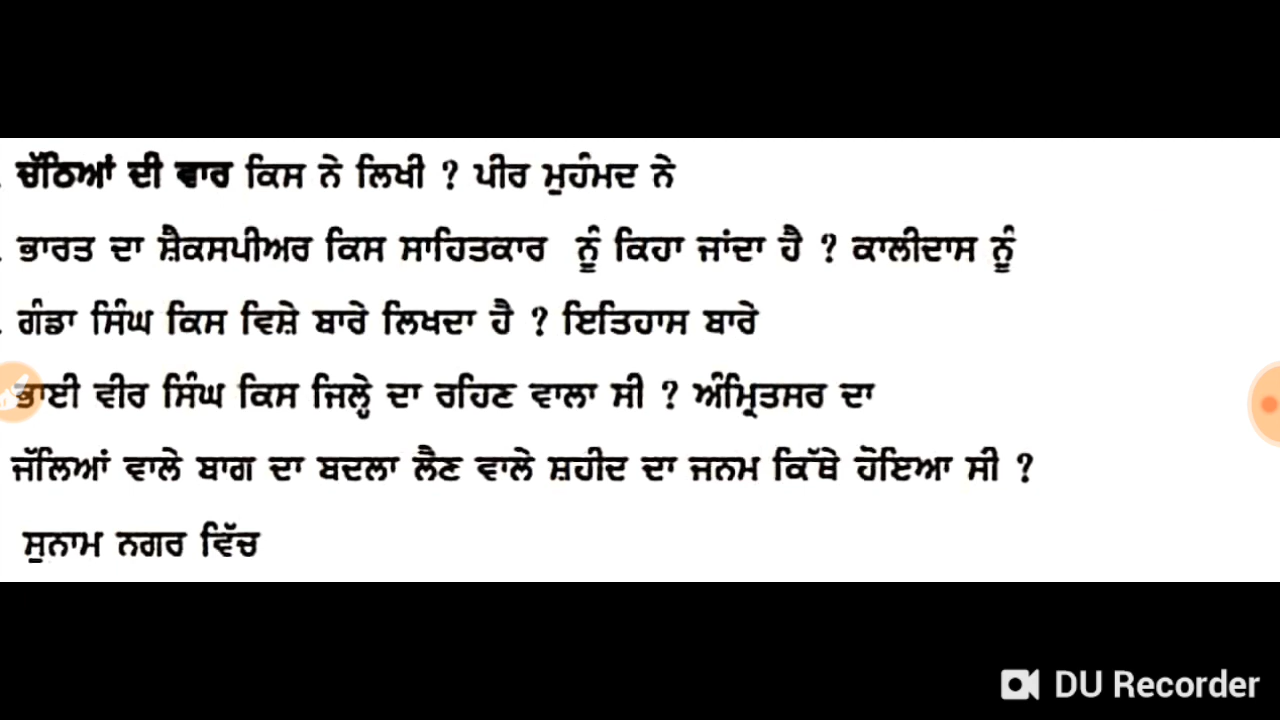 . ਚੱਠਿਆਂ ਦੀ ਵਾਰ ਕਿਸ ਨੇ ਲਿਖੀ ? ਪੀਰ ਮੁਹੰਮਦ ਨੇ
. ਭਾਰਤ ਦਾ ਸ਼ੈਕਸਪੀਅਰ ਕਿਸ ਸਾਹਿਤਕਾਰ ਨੂੰ ਕਿਹਾ ਜਾਂਦਾ ਹੈ ? ਕਾਲੀਦਾਸ ਨੂੰ
. ਗੰਡਾ ਸਿੰਘ ਕਿਸ ਵਿਸ਼ੇ ਬਾਰੇ ਲਿਖਦਾ ਹੈ ? ਇਤਿਹਾਸ ਬਾਰੇ
ਭਾਈ ਵੀਰ ਸਿੰਘ ਕਿਸ ਜਿਲ੍ਹੇ ਦਾ ਰਹਿਣ ਵਾਲਾ ਸੀ ? ਅੰਮ੍ਰਿਤਸਰ ਦਾ
ਜੱਲਿਆਂ ਵਾਲੇ ਬਾਗ ਦਾ ਬਦਲਾ ਲੈਣ ਵਾਲੇ ਸ਼ਹੀਦ ਦਾ ਜਨਮ ਕਿੱਥੇ ਹੋਇਆ ਸੀ ?
ਸੁਨਾਮ ਨਗਰ ਵਿੱਚ
DU Recorder